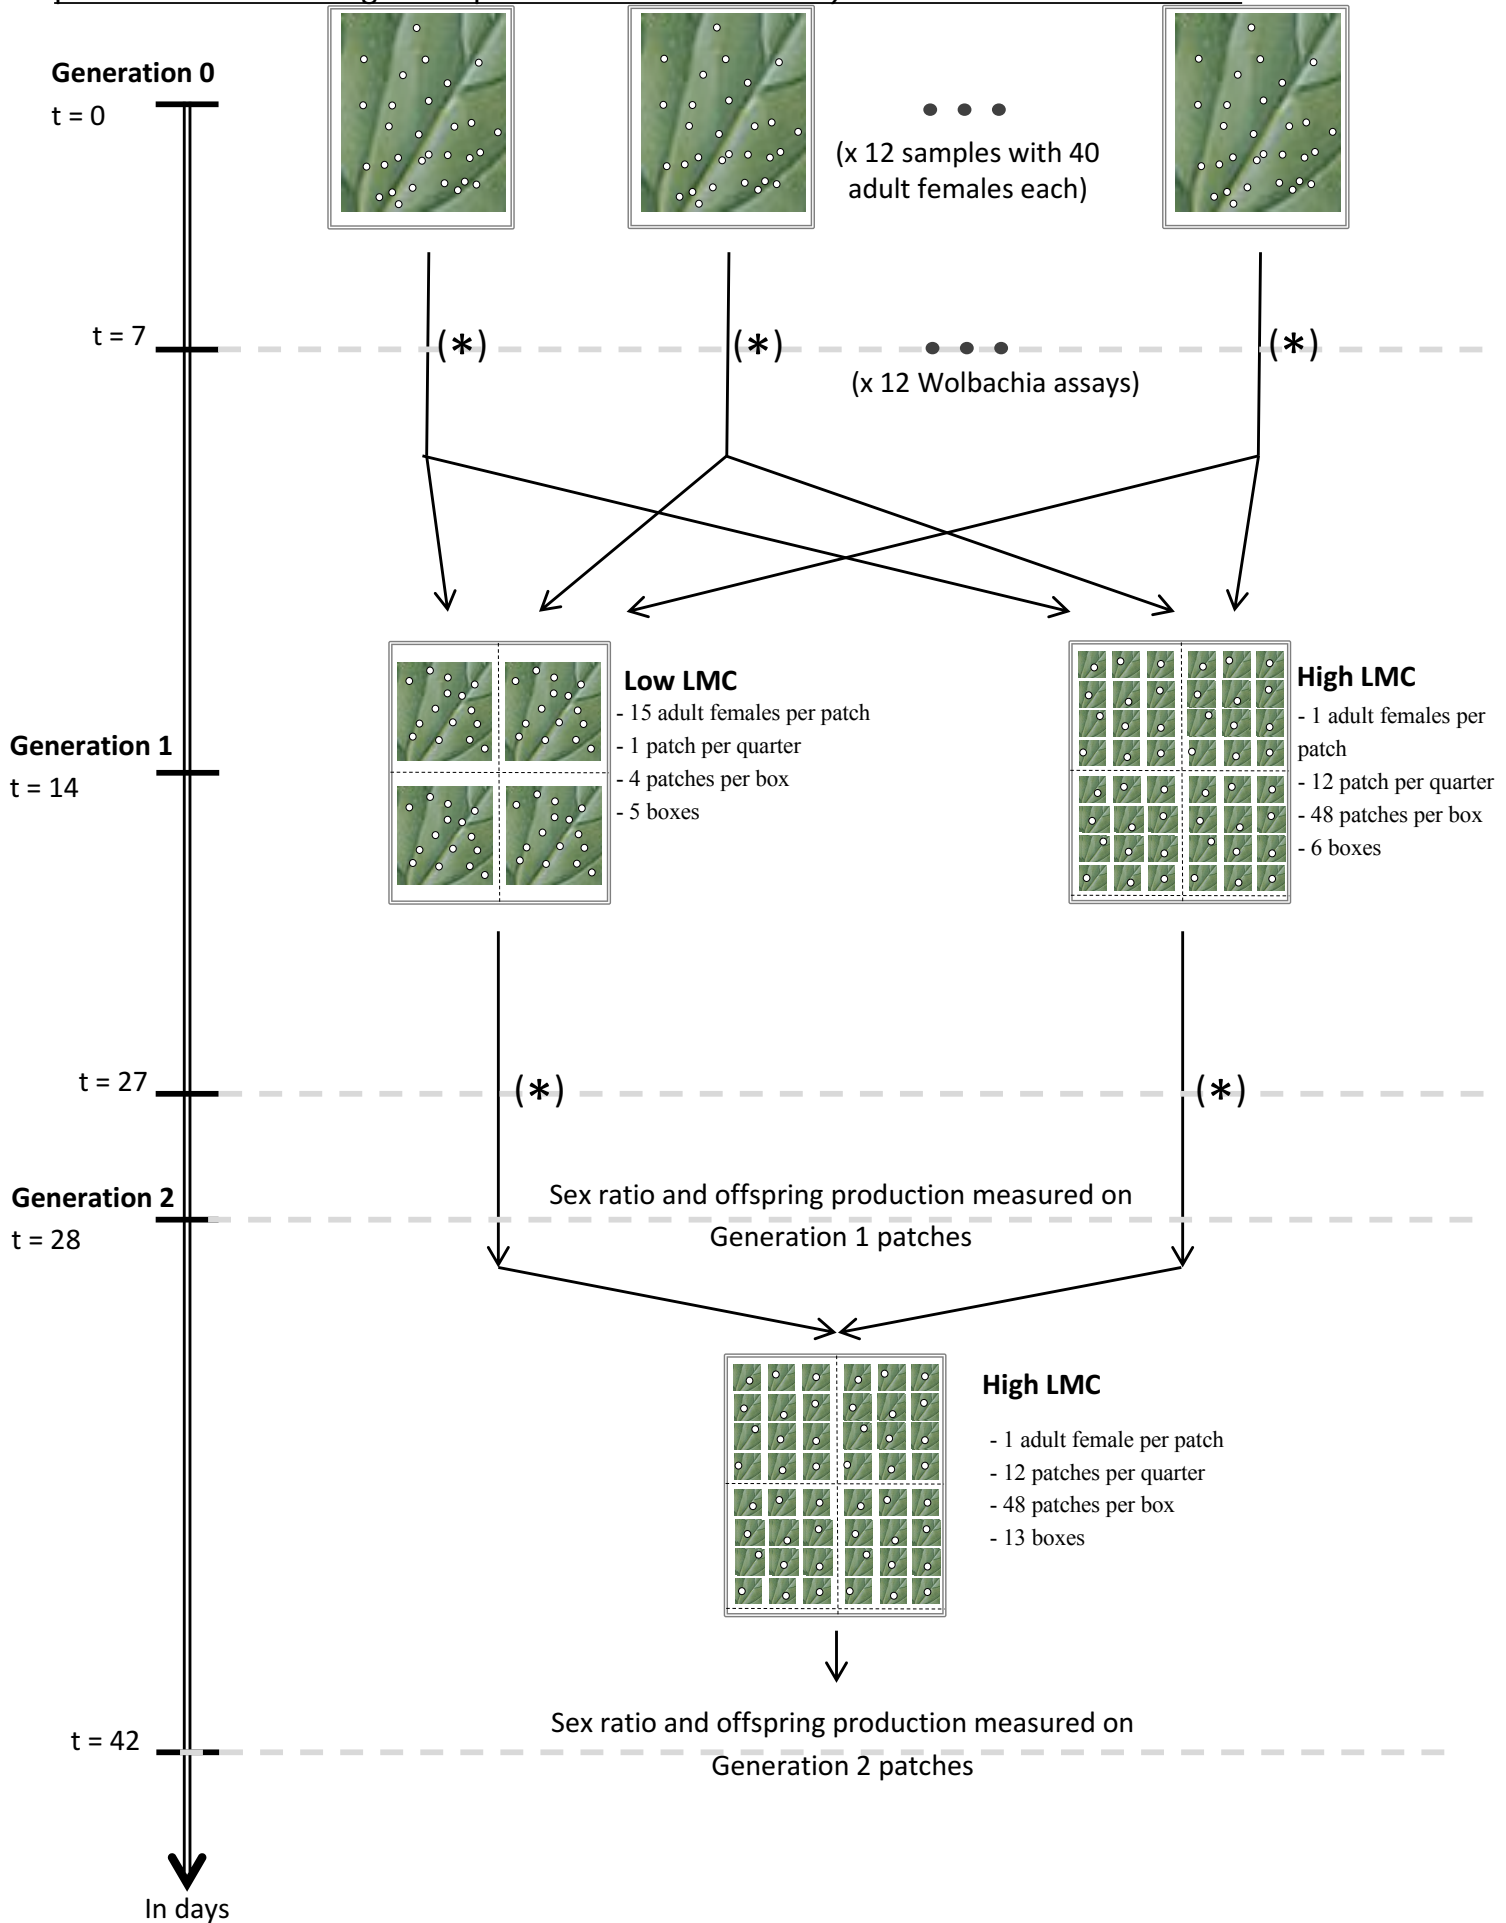 Generation 0
t = 0
(x 12 samples with 40
adult females each)
t = 7
(*)
(*)
(*)
(x 12 Wolbachia assays)
Low LMC
- 15 adult females per patch
- 1 patch per quarter
- 4 patches per box
- 5 boxes
High LMC
- 1 adult females per
patch
- 12 patch per quarter
- 48 patches per box
- 6 boxes
Generation 1
t = 14
t = 27
(*)
(*)
Generation 2
t = 28
Sex ratio and offspring production measured on
Generation 1 patches
High LMC
- 1 adult female per patch
- 12 patches per quarter
- 48 patches per box
- 13 boxes
t = 42
Sex ratio and offspring production measured on
Generation 2 patches
In days